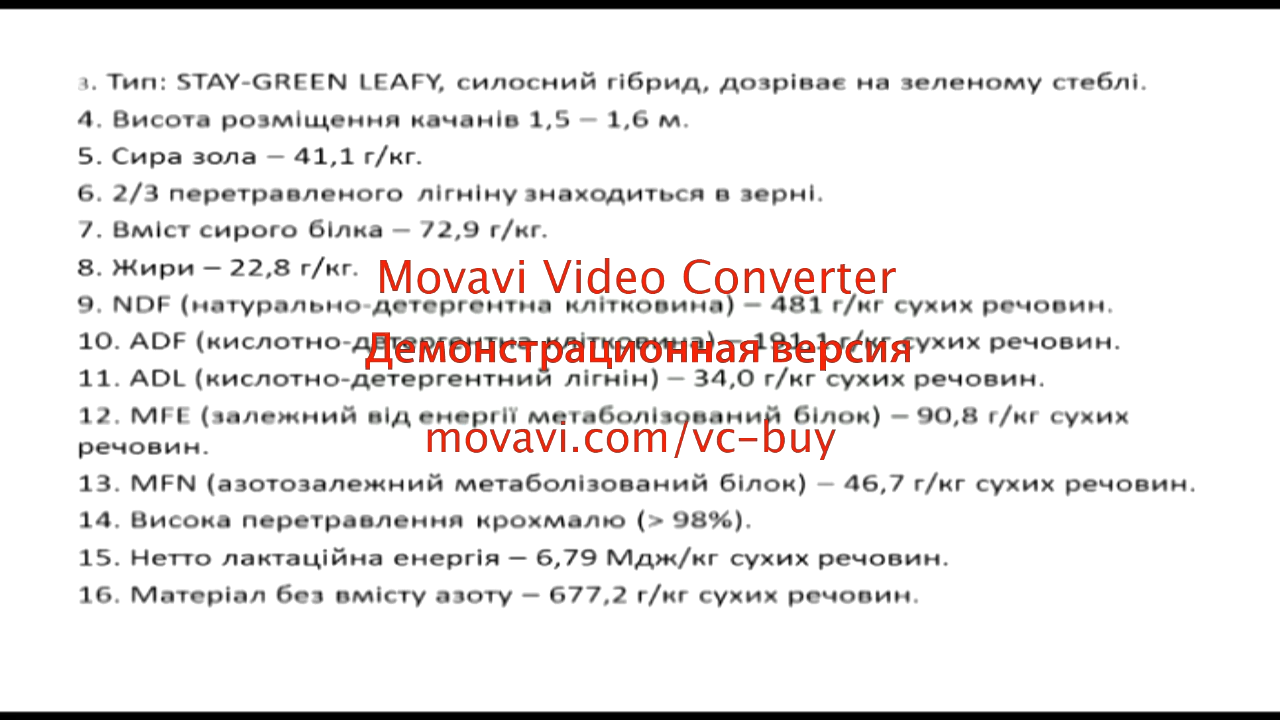 3. Тип: STAY-GREEN LEAFY, силосний гібрид, дозріває на зеленому стеблі.
4. Висота розміщення качанів 1,5 – 1,6 м.
5. Сира зола – 41,1 г/кг.
6. 2/3 перетравленого лігніну знаходиться в зерні.
7. Вміст сирого білка – 72,9 г/кг.
8. Жири – 22,8 г/кг.
Movavi Video Converter
9. NDF (натурально-детергентна клітковина) – 481 г/кг сухих речовин.
10. ADF (кислотно-детергентна клітковина) – 191,1 г/кг сухих речовин.
Демонстрационная версия
11. ADL (кислотно-детергентний лігнін) – 34,0 г/кг сухих речовин.
12. MFE (залежний від енергії метаболізований білок) – 90,8 г/кг сухих
movavi.com/vc-buy
речовин.
13. MFN (азотозалежний метаболізований білок) – 46,7 г/кг сухих речовин.
14. Висока перетравлення крохмалю (> 98%).
15. Нетто лактаційна енергія – 6,79 Мдж/кг сухих речовин.
16. Матеріал без вмісту азоту – 677,2 г/кг сухих речовин.